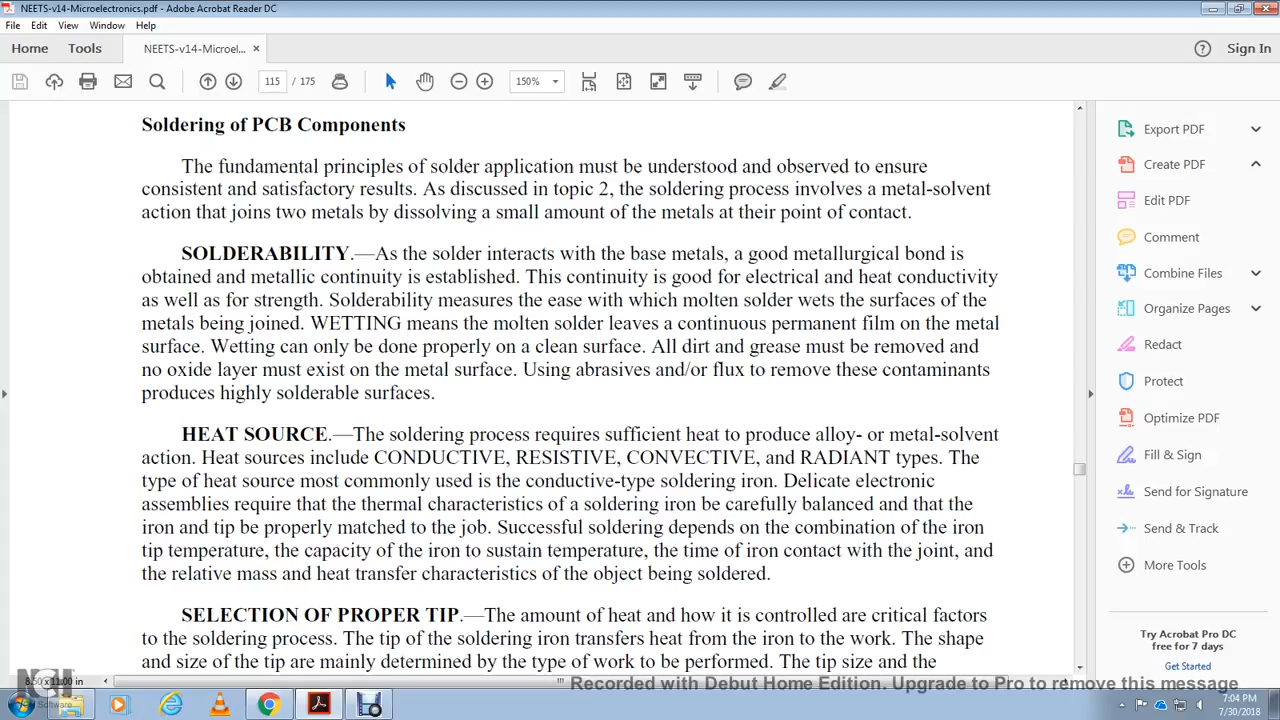 NEETS-v14-Microelectronics.pdf - Adobe Acrobat Reader DC
File Edit View Window Help
Home Tools NEETS-v14-Microel... × Sign In
115 / 175 150%
Soldering of PCB Components
The fundamental principles of solder application must be understood and observed to ensure
consistent and satisfactory results. As discussed in topic 2, the soldering process involves a metal-solvent
action that joins two metals by dissolving a small amount of the metals at their point of contact.
SOLDERABILITY.—As the solder interacts with the base metals, a good metallurgical bond is
obtained and metallic continuity is established. This continuity is good for electrical and heat conductivity
as well as for strength. Solderability measures the ease with which molten solder wets the surfaces of the
metals being joined. WETTING means the molten solder leaves a continuous permanent film on the metal
surface. Wetting can only be done properly on a clean surface. All dirt and grease must be removed and
no oxide layer must exist on the metal surface. Using abrasives and/or flux to remove these contaminants
produces highly solderable surfaces.
HEAT SOURCE.—The soldering process requires sufficient heat to produce alloy- or metal-solvent
action. Heat sources include CONDUCTIVE, RESISTIVE, CONVECTIVE, and RADIANT types. The
type of heat source most commonly used is the conductive-type soldering iron. Delicate electronic
assemblies require that the thermal characteristics of a soldering iron be carefully balanced and that the
iron and tip be properly matched to the job. Successful soldering depends on the combination of the iron
tip temperature, the capacity of the iron to sustain temperature, the time of iron contact with the joint, and
the relative mass and heat transfer characteristics of the object being soldered.
SELECTION OF PROPER TIP.—The amount of heat and how it is controlled are critical factors
to the soldering process. The tip of the soldering iron transfers heat from the iron to the work. The shape
and size of the tip are mainly determined by the type of work to be performed. The tip size and the
Export PDF
Create PDF
Edit PDF
Comment
Combine Files
Organize Pages
Redact
Protect
Optimize PDF
Fill & Sign
Send for Signature
Send & Track
More Tools
Try Acrobat Pro DC
free for 7 days
Get Started
8.50 x 11.00 in
Recorded with Debut Home Edition. Upgrade to Pro to remove this message
NCH Software
7:04 PM
7/30/2018